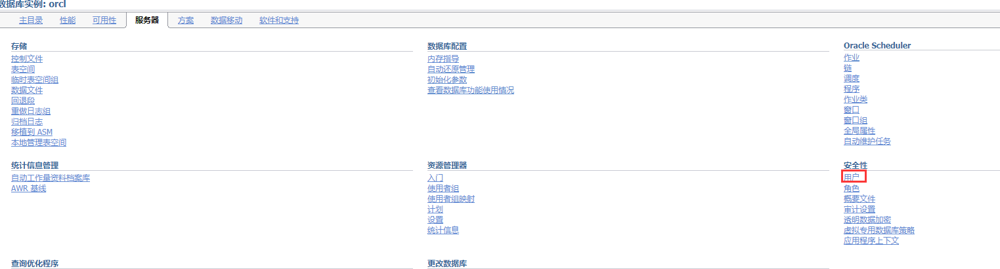 数据库实例: orcl
主目录 性能 可用性 服务器 方案 数据移动 软件和支持
存储
控制文件
表空间
临时表空间组
数据文件
回退段
重做日志组
归档日志
移植到 ASM
本地管理表空间
数据库配置
内存指导
自动还原管理
初始化参数
查看数据库功能使用情况
Oracle Scheduler
作业
链
调度
程序
作业类
窗口
窗口组
全局属性
自动维护任务
统计信息管理
自动工作量资料档案库
AWR 基线
资源管理器
入门
使用者组
使用者组映射
计划
设置
统计信息
安全性
用户
角色
概要文件
审计设置
透明数据加密
虚拟专用数据库策略
应用程序上下文
查询优化程序
更改数据库